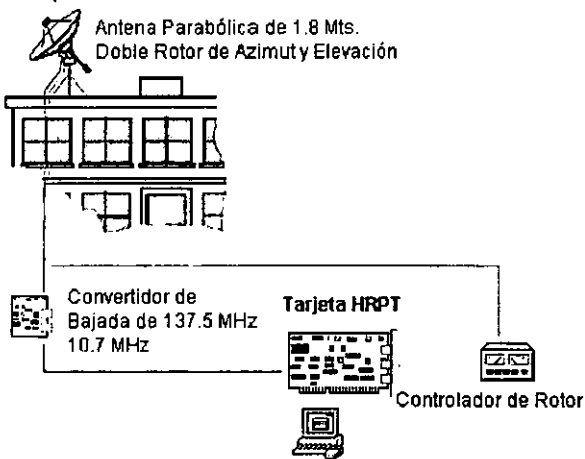 Antena Parabólica de 1.8 Mts.
Doble Rotor de Azimut y Elevación
Convertidor de
Bajada de 137.5 MHz
10.7 MHz
Tarjeta HRPT
Controlador de Rotor